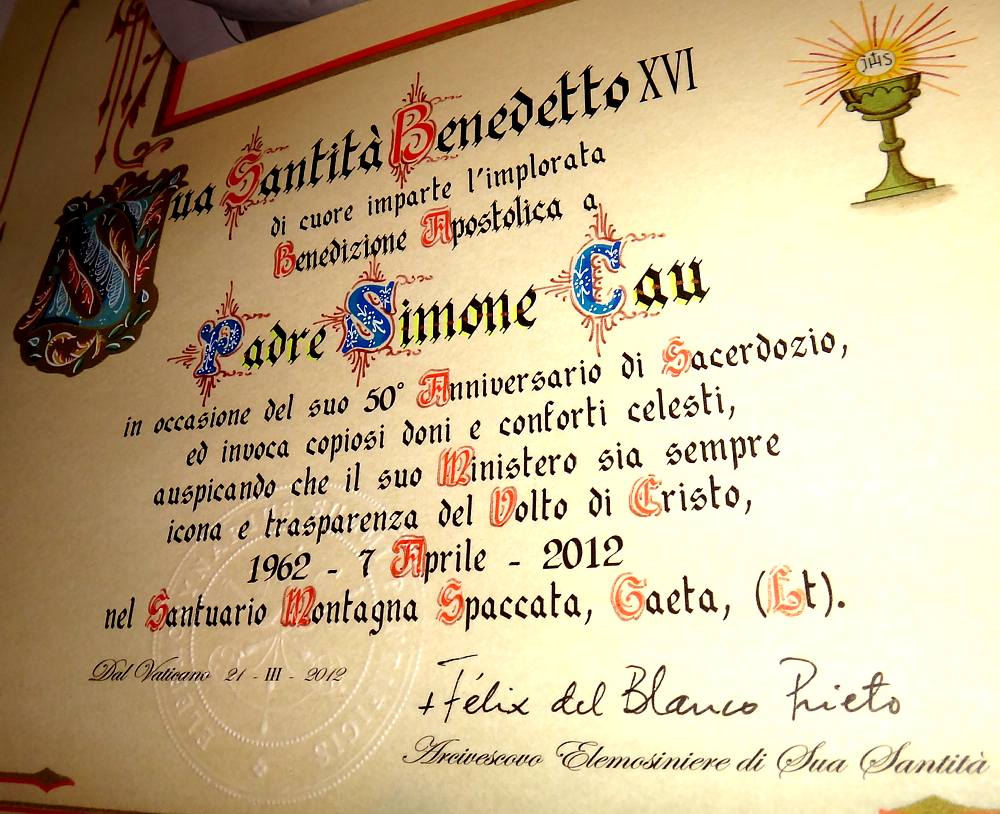 JHS
Sua Santità Benedetto XVI
di cuore imparte l'implorata
Benedizione Apostolica a
Padre Simone Cau
in occasione del suo 50° Anniversario di Sacerdozio,
ed invoca copiosi doni e conforti celesti,
auspicando che il suo Ministero sia sempre
icona e trasparenza del Volto di Cristo,
1962 - 7 Aprile - 2012
nel Santuario Montagna Spaccata, Gaeta, (Lt).
Dal Vaticano 21 - III - 2012
+ Félix del Blanco Prieto
Arcivescovo Elemosiniere di Sua Santità